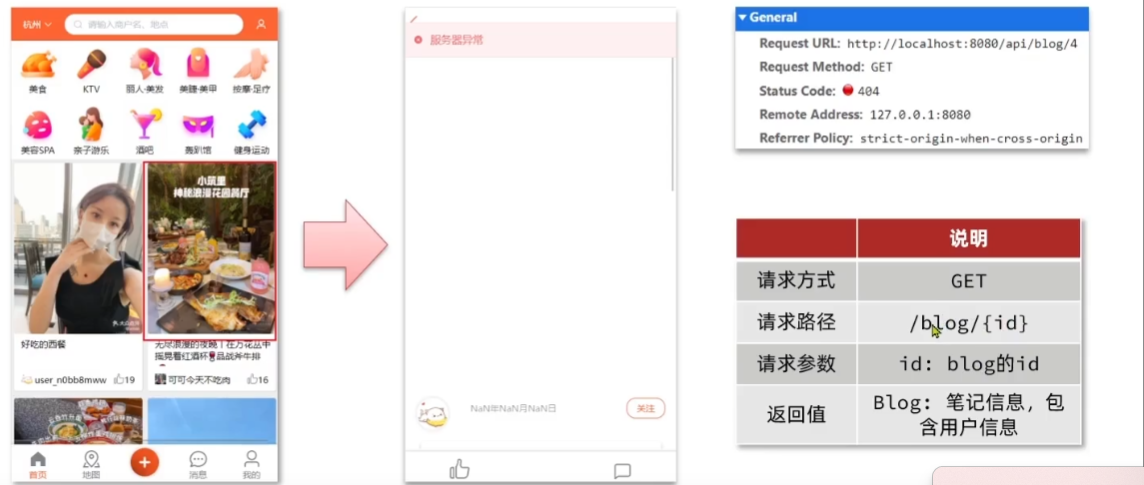 杭州
请输入商户名、地点
美食
KTV
丽人·美发
美睫·美甲
按摩·足疗
美容SPA
亲子游乐
酒吧
轰趴馆
健身运动
小筑里
神秘浪漫花园餐厅
好吃的西餐
user_n0bb8mww
19
无尽浪漫的夜晚丨在万花丛中
摇晃着红酒杯🍷品战斧牛排
可可今天不吃肉
16
首页
地图
消息
我的
服务器异常
NaN年NaN月NaN日
关注
General
Request URL: http://localhost:8080/api/blog/4
Request Method: GET
Status Code: 404
Remote Address: 127.0.0.1:8080
Referrer Policy: strict-origin-when-cross-origin
说明
请求方式 GET
请求路径 /blog/{id}
请求参数 id: blog的id
返回值 Blog: 笔记信息,包
含用户信息